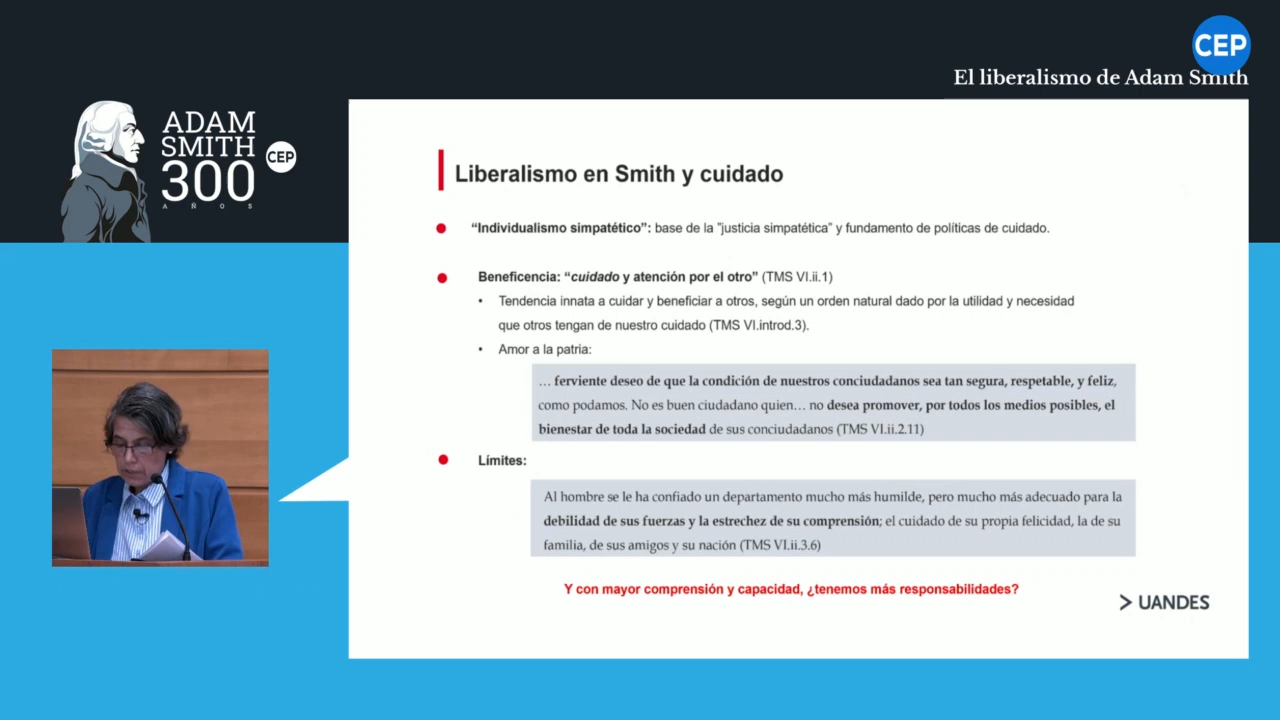 CEP
El liberalismo de Adam Smith
ADAM
SMITH
300
CEP
AÑOS
Liberalismo en Smith y cuidado
“Individualismo simpatético”: base de la "justicia simpatética” y fundamento de políticas de cuidado.
Beneficencia: “cuidado y atención por el otro” (TMS VI.ii.1)
• Tendencia innata a cuidar y beneficiar a otros, según un orden natural dado por la utilidad y necesidad
que otros tengan de nuestro cuidado (TMS VI.introd.3).
• Amor a la patria:
… ferviente deseo de que la condición de nuestros conciudadanos sea tan segura, respetable, y feliz,
como podamos. No es buen ciudadano quien… no desea promover, por todos los medios posibles, el
bienestar de toda la sociedad de sus conciudadanos (TMS VI.ii.2.11)
Límites:
Al hombre se le ha confiado un departamento mucho más humilde, pero mucho más adecuado para la
debilidad de sus fuerzas y la estrechez de su comprensión; el cuidado de su propia felicidad, la de su
familia, de sus amigos y su nación (TMS VI.ii.3.6)
Y con mayor comprensión y capacidad, ¿tenemos más responsabilidades?
UANDES